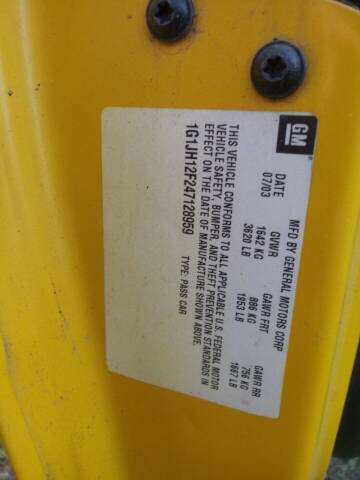 GM
MFD BY GENERAL MOTORS CORP
DATE GVWR GAWR FRT GAWR RR
07/03 1642 KG 866 KG 756 KG
3620 LB 1953 LB 1667 LB
THIS VEHICLE CONFORMS TO ALL APPLICABLE U.S. FEDERAL MOTOR
VEHICLE SAFETY, BUMPER, AND THEFT PREVENTION STANDARDS IN
EFFECT ON THE DATE OF MANUFACTURE SHOWN ABOVE.
1G1JH12F247128959 TYPE: PASS CAR